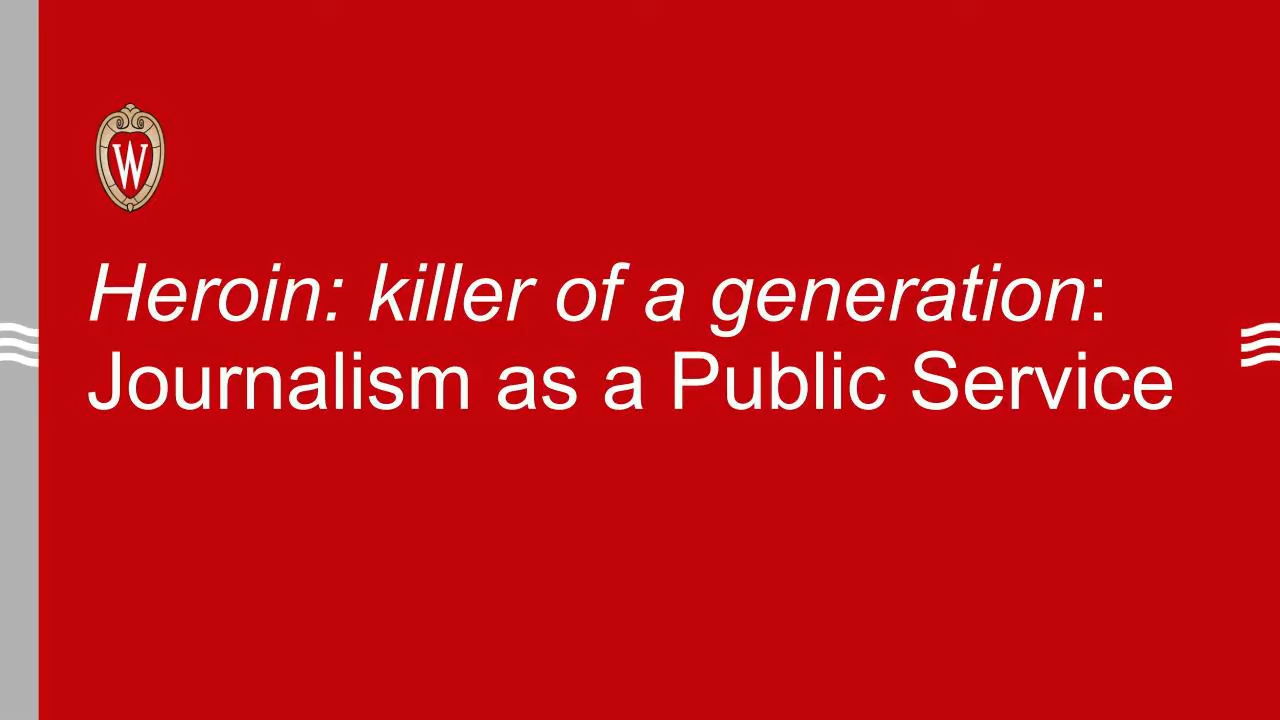 W
Heroin: killer of a generation:
Journalism as a Public Service